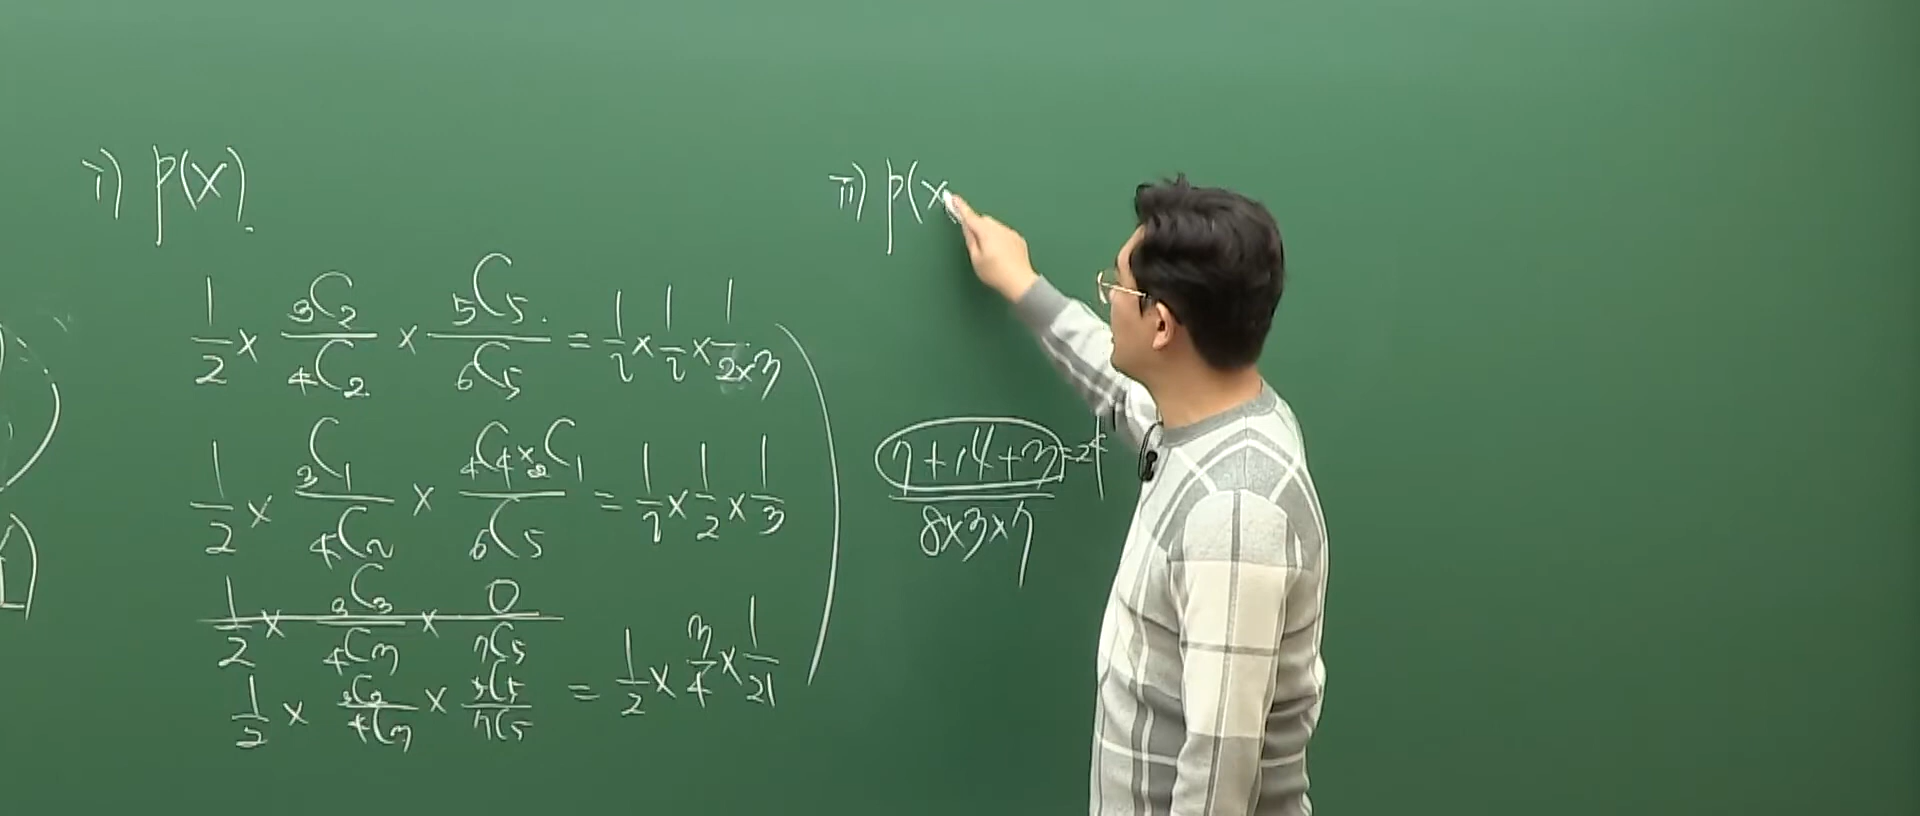 i) p(x).
1/2 × ₃C₂/₄C₂ × ₅C₅/₆C₅ = 1/2 × 1/2 × 1/2×3
1/2 × ₃C₁/₄C₂ × ₄C₄×₂C₁/₆C₅ = 1/2 × 1/2 × 1/3
1/2 × ₃C₃/₄C₃ × 0/₇C₅
1/2 × ₃C₂/₄C₃ × ₅C₅/₇C₅ = 1/2 × 3/4 × 1/21
ii) p(x
7+14+3/8×3×7 =24